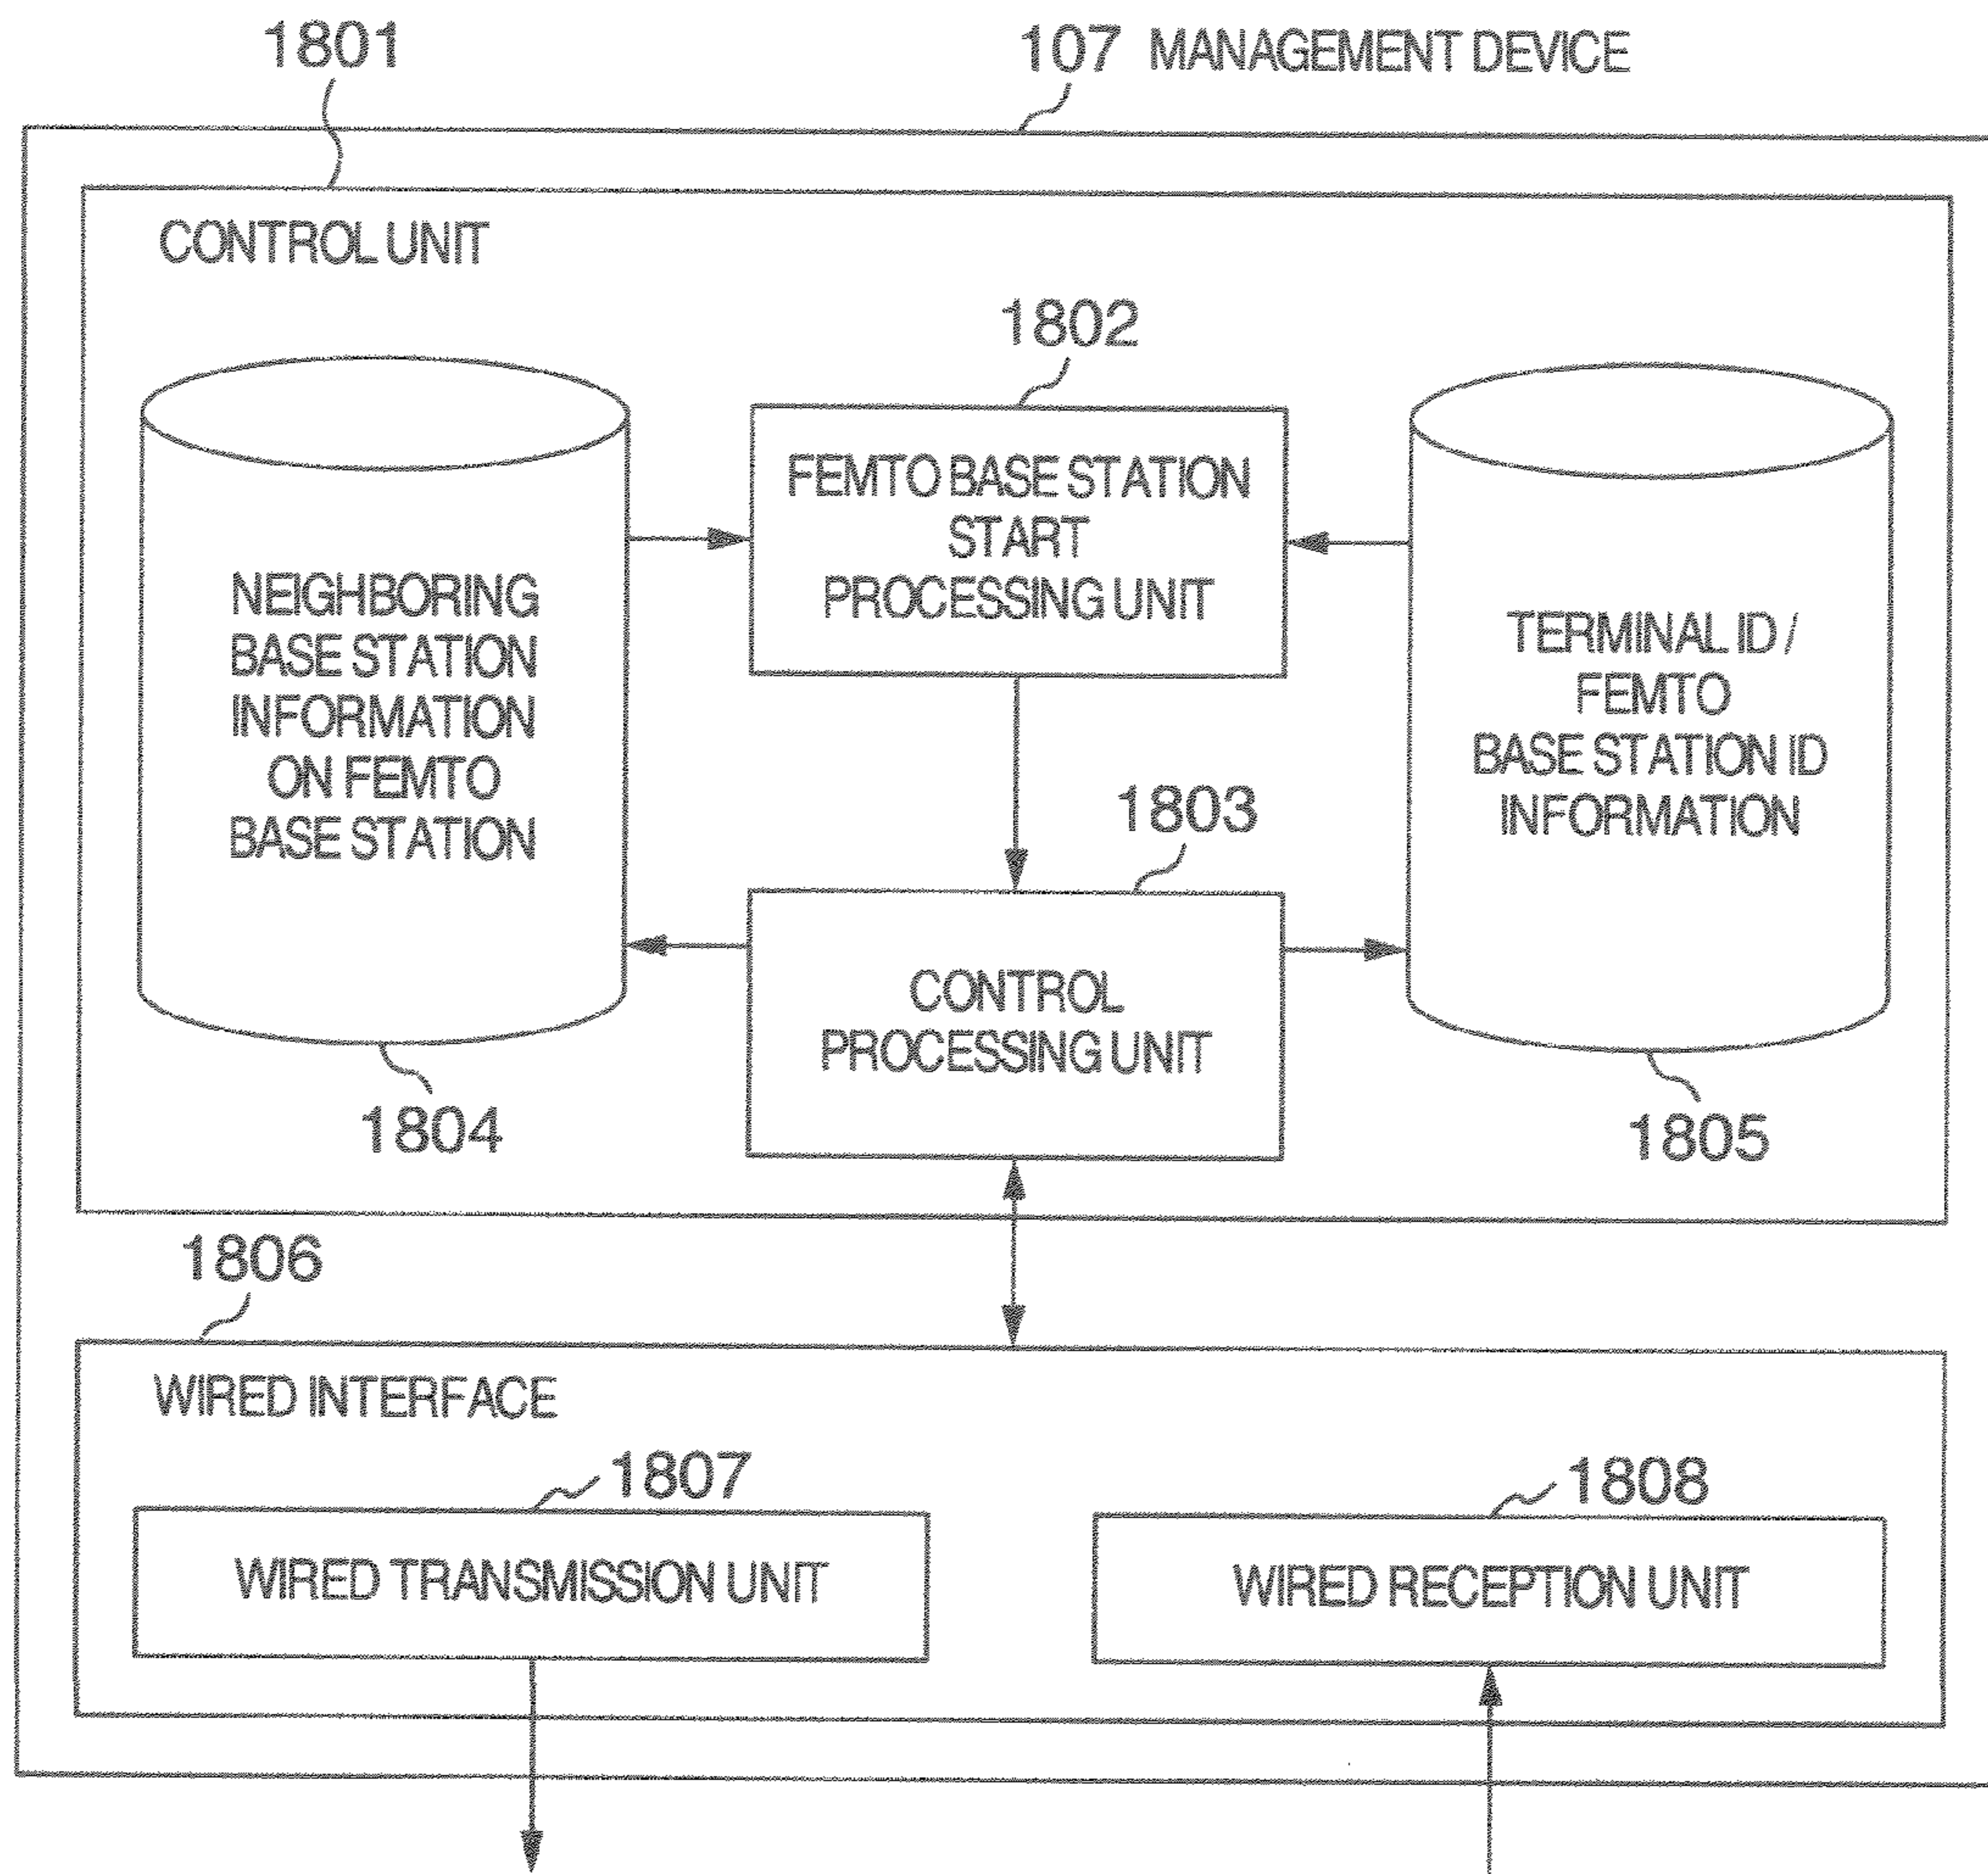 1801
107 MANAGEMENT DEVICE
CONTROL UNIT
1802
FEMTO BASE STATION
START
PROCESSING UNIT
NEIGHBORING
BASE STATION
INFORMATION
ON FEMTO
BASE STATION
TERMINAL ID /
FEMTO
BASE STATION ID
INFORMATION
1803
CONTROL
PROCESSING UNIT
1804
1805
1806
WIRED INTERFACE
1807
1808
WIRED TRANSMISSION UNIT
WIRED RECEPTION UNIT